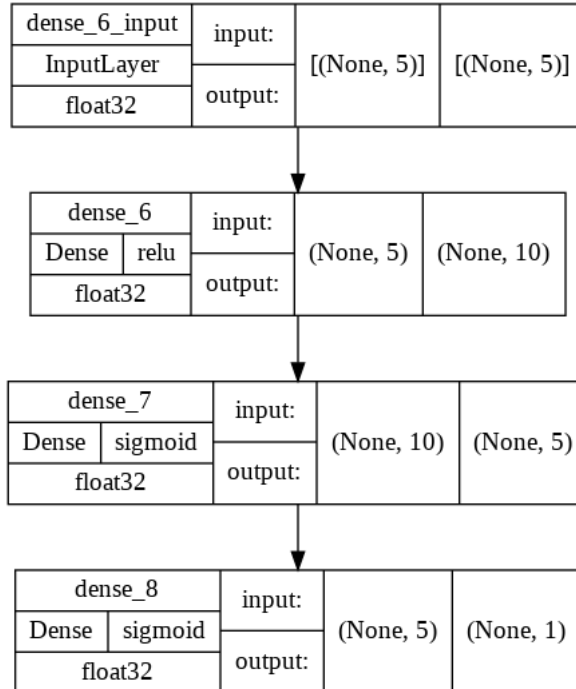 dense_6_input
input:
[(None, 5)]
[(None, 5)]
InputLayer
output:
float32
dense_6
input:
(None, 5)
(None, 10)
Dense
relu
output:
float32
dense_7
input:
(None, 10)
(None, 5)
Dense
sigmoid
output:
float32
dense_8
input:
(None, 5)
(None, 1)
Dense
sigmoid
output:
float32